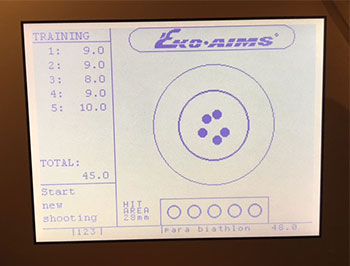 TRAINING
1: 9.0
2: 9.0
3: 8.0
4: 9.0
5: 10.0
TOTAL:
45.0
Start
new
shooting
[123]
EKO-AIMS®
HIT
AREA
28mm
para biathlon 48.0